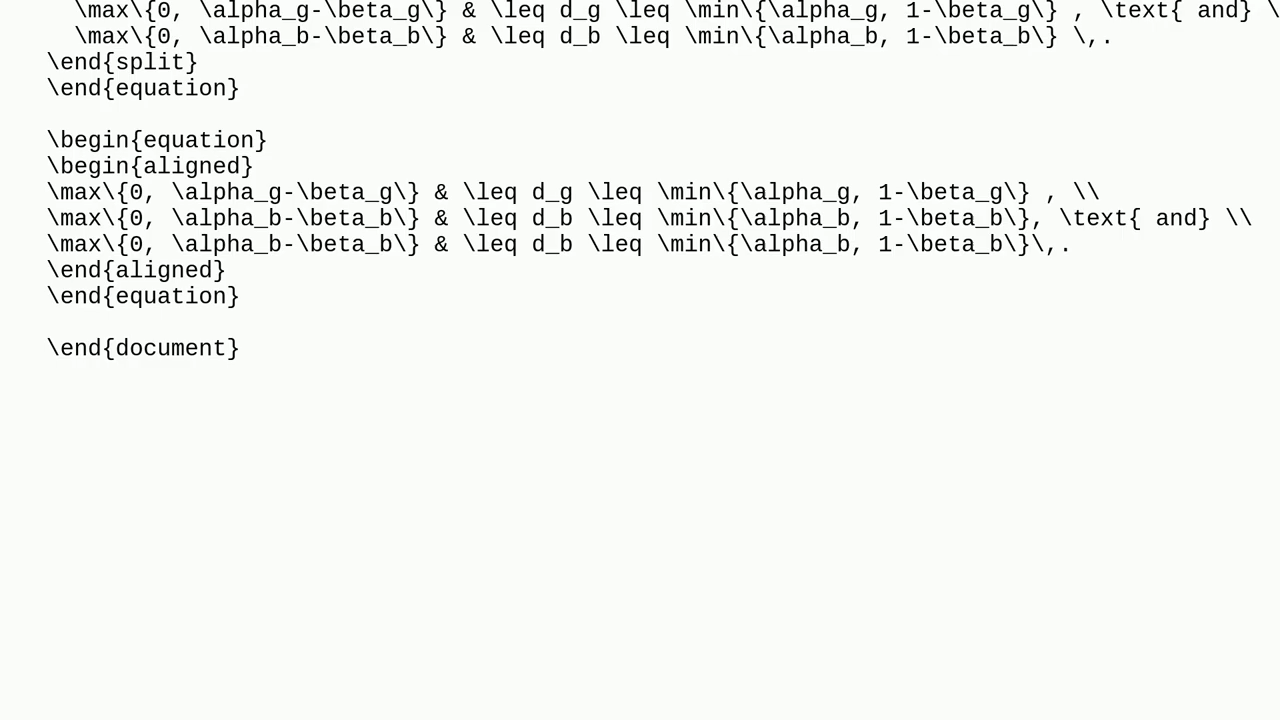 \max\{0, \alpha_g-\beta_g\} & \leq d_g \leq \min\{\alpha_g, 1-\beta_g\} , \text{ and} \
\max\{0, \alpha_b-\beta_b\} & \leq d_b \leq \min\{\alpha_b, 1-\beta_b\} \,.
\end{split}
\end{equation}
\begin{equation}
\begin{aligned}
\max\{0, \alpha_g-\beta_g\} & \leq d_g \leq \min\{\alpha_g, 1-\beta_g\} , \\
\max\{0, \alpha_b-\beta_b\} & \leq d_b \leq \min\{\alpha_b, 1-\beta_b\}, \text{ and} \\
\max\{0, \alpha_b-\beta_b\} & \leq d_b \leq \min\{\alpha_b, 1-\beta_b\}\,.
\end{aligned}
\end{equation}
\end{document}